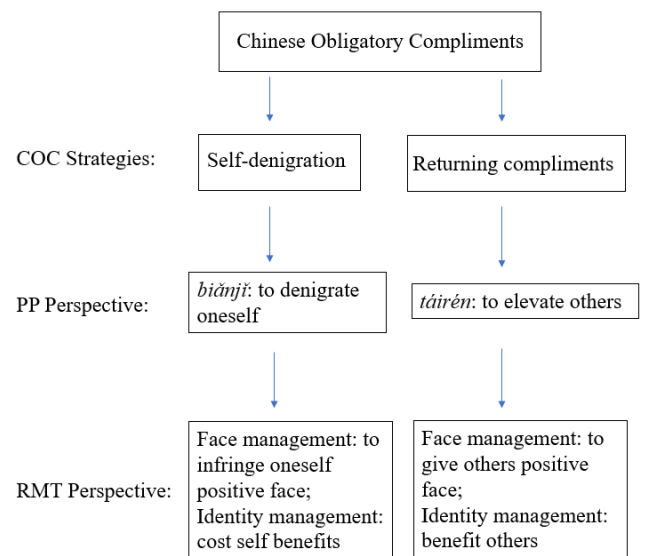 Chinese Obligatory Compliments
COC Strategies:
Self-denigration
Returning compliments
PP Perspective:
biǎnjǐ: to denigrate
oneself
táirén: to elevate others
RMT Perspective:
Face management: to
infringe oneself
positive face;
Identity management:
cost self benefits
Face management: to
give others positive
face;
Identity management:
benefit others